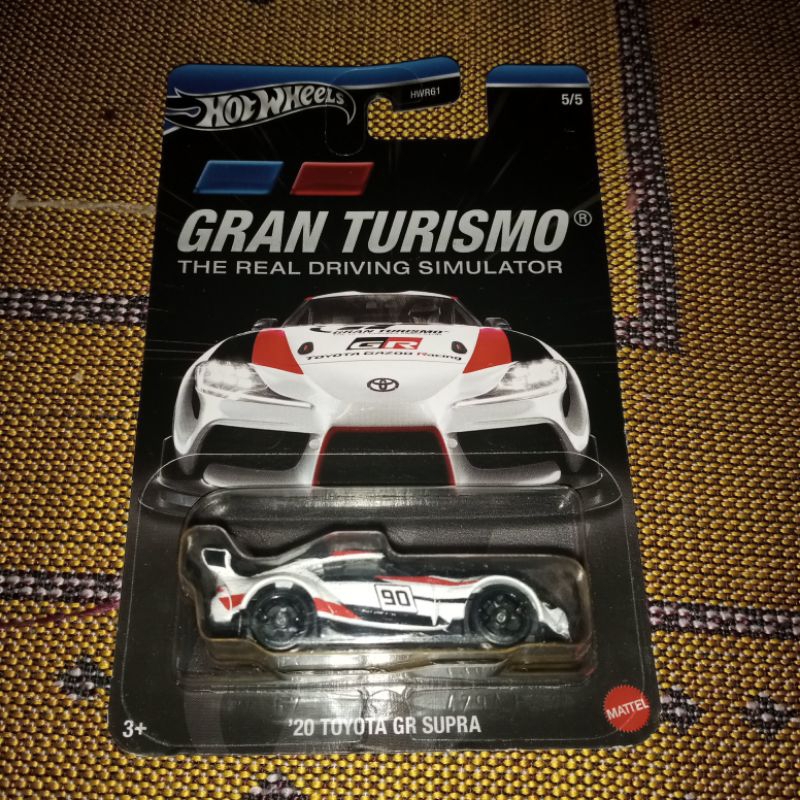 HOT WHEELS
HWR61
5/5
GRAN TURISMO®
THE REAL DRIVING SIMULATOR
GRAN TURISMO
GR
TOYOTA GAZOO Racing
90
3+
'20 TOYOTA GR SUPRA
MATTEL